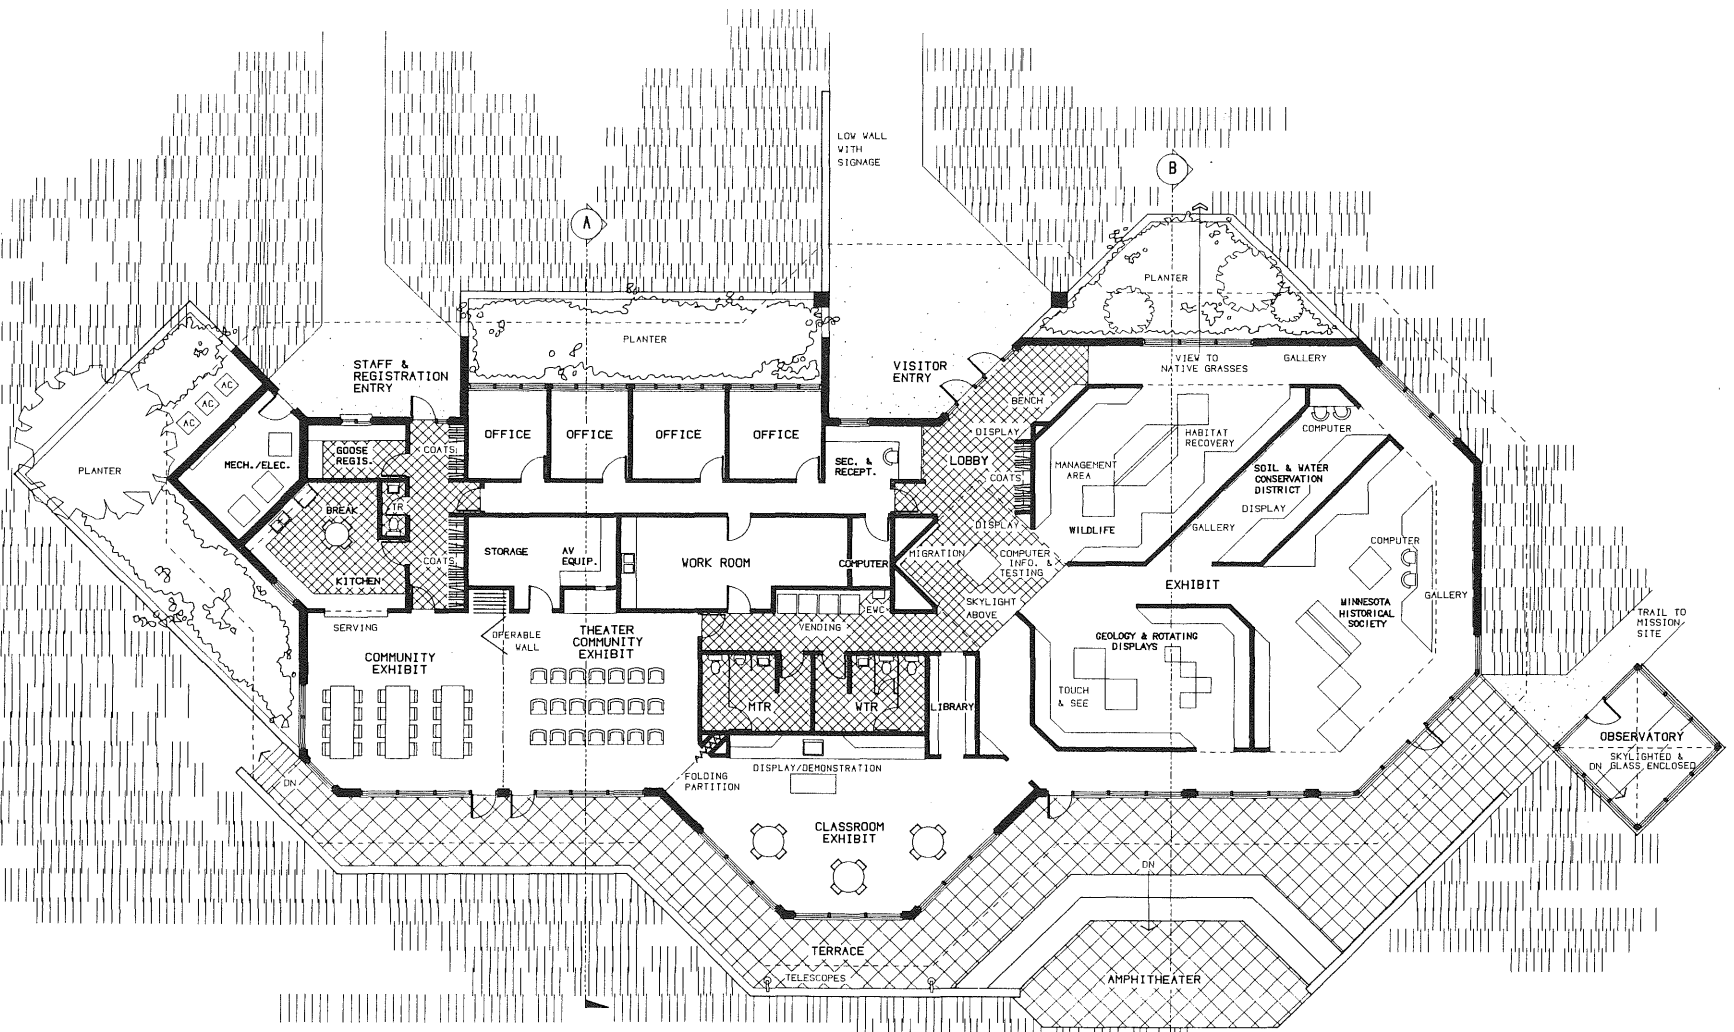 LOW WALL
WITH
SIGNAGE
B
A
PLANTER
PLANTER
VIEW TO
NATIVE GRASSES
GALLERY
STAFF &
REGISTRATION
ENTRY
VISITOR
ENTRY
AC
AC
AC
BENCH
DISPLAY
COMPUTER
HABITAT
RECOVERY
OFFICE
OFFICE
OFFICE
OFFICE
GOOSE
REGIS.
COATS
MECH./ELEC.
PLANTER
SEC. &
RECEPT.
LOBBY
COATS
MANAGEMENT
AREA
SOIL & WATER
CONSERVATION
DISTRICT
DISPLAY
BREAK
TR
DISPLAY
WILDLIFE
GALLERY
STORAGE
AV
EQUIP.
WORK ROOM
COMPUTER
MIGRATION
COMPUTER
INFO. &
TESTING
COMPUTER
COATS
KITCHEN
EXHIBIT
GALLERY
SKYLIGHT
ABOVE
EWC
VENDING
MINNESOTA
HISTORICAL
SOCIETY
TRAIL TO
MISSION
SITE
SERVING
OPERABLE
WALL
THEATER
COMMUNITY
EXHIBIT
GEOLOGY & ROTATING
DISPLAYS
COMMUNITY
EXHIBIT
TOUCH
& SEE
MTR
WTR
LIBRARY
OBSERVATORY
SKYLIGHTED &
GLASS ENCLOSED
DN
DISPLAY/DEMONSTRATION
FOLDING
PARTITION
DN
CLASSROOM
EXHIBIT
DN
TERRACE
TELESCOPES
AMPHITHEATER